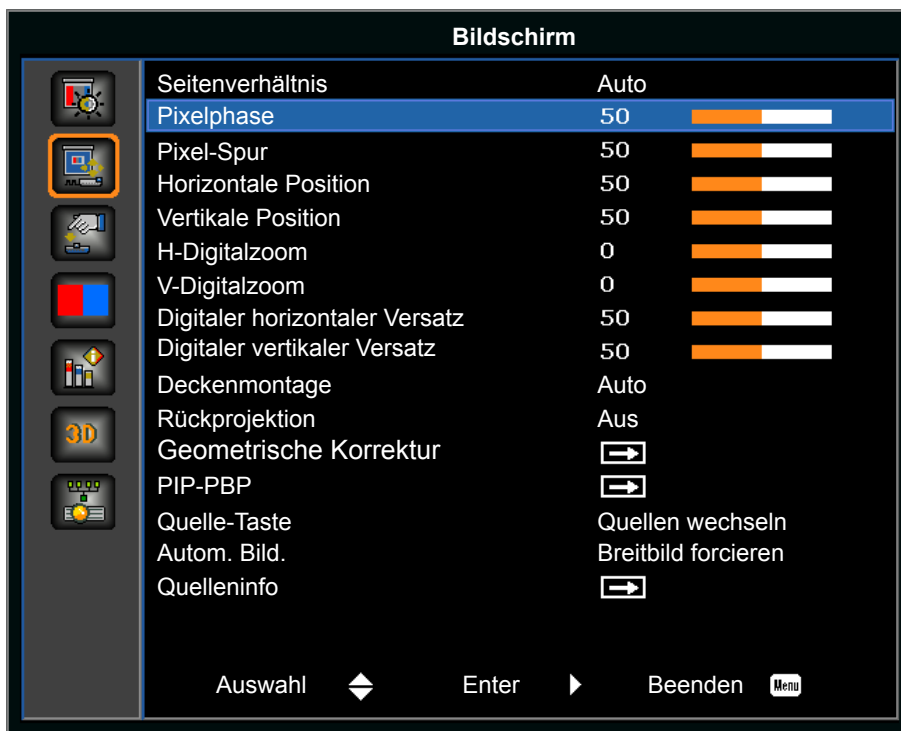 Bildschirm
Seitenverhältnis Auto
Pixelphase 50
Pixel-Spur 50
Horizontale Position 50
Vertikale Position 50
H-Digitalzoom 0
V-Digitalzoom 0
Digitaler horizontaler Versatz 50
Digitaler vertikaler Versatz 50
Deckenmontage Auto
Rückprojektion Aus
3D
Geometrische Korrektur
PIP-PBP
Quelle-Taste Quellen wechseln
Autom. Bild. Breitbild forcieren
Quelleninfo
Auswahl Enter Beenden Menu